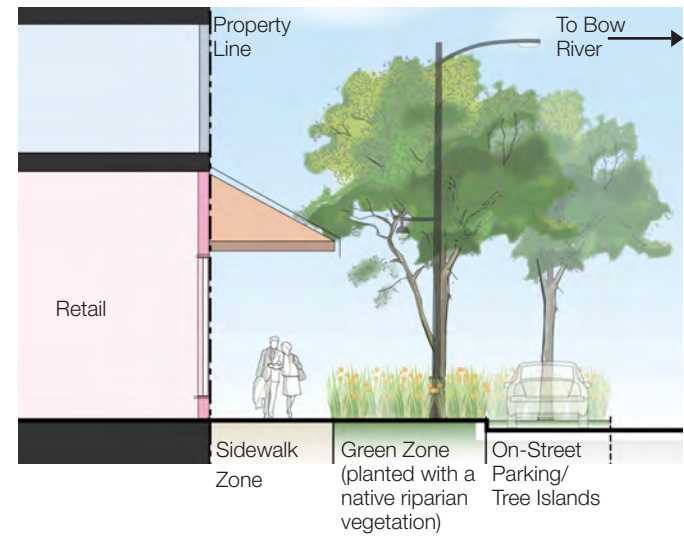 Property
Line
To Bow
River
Retail
Sidewalk
Zone
Green Zone
(planted with a
native riparian
vegetation)
On-Street
Parking/
Tree Islands